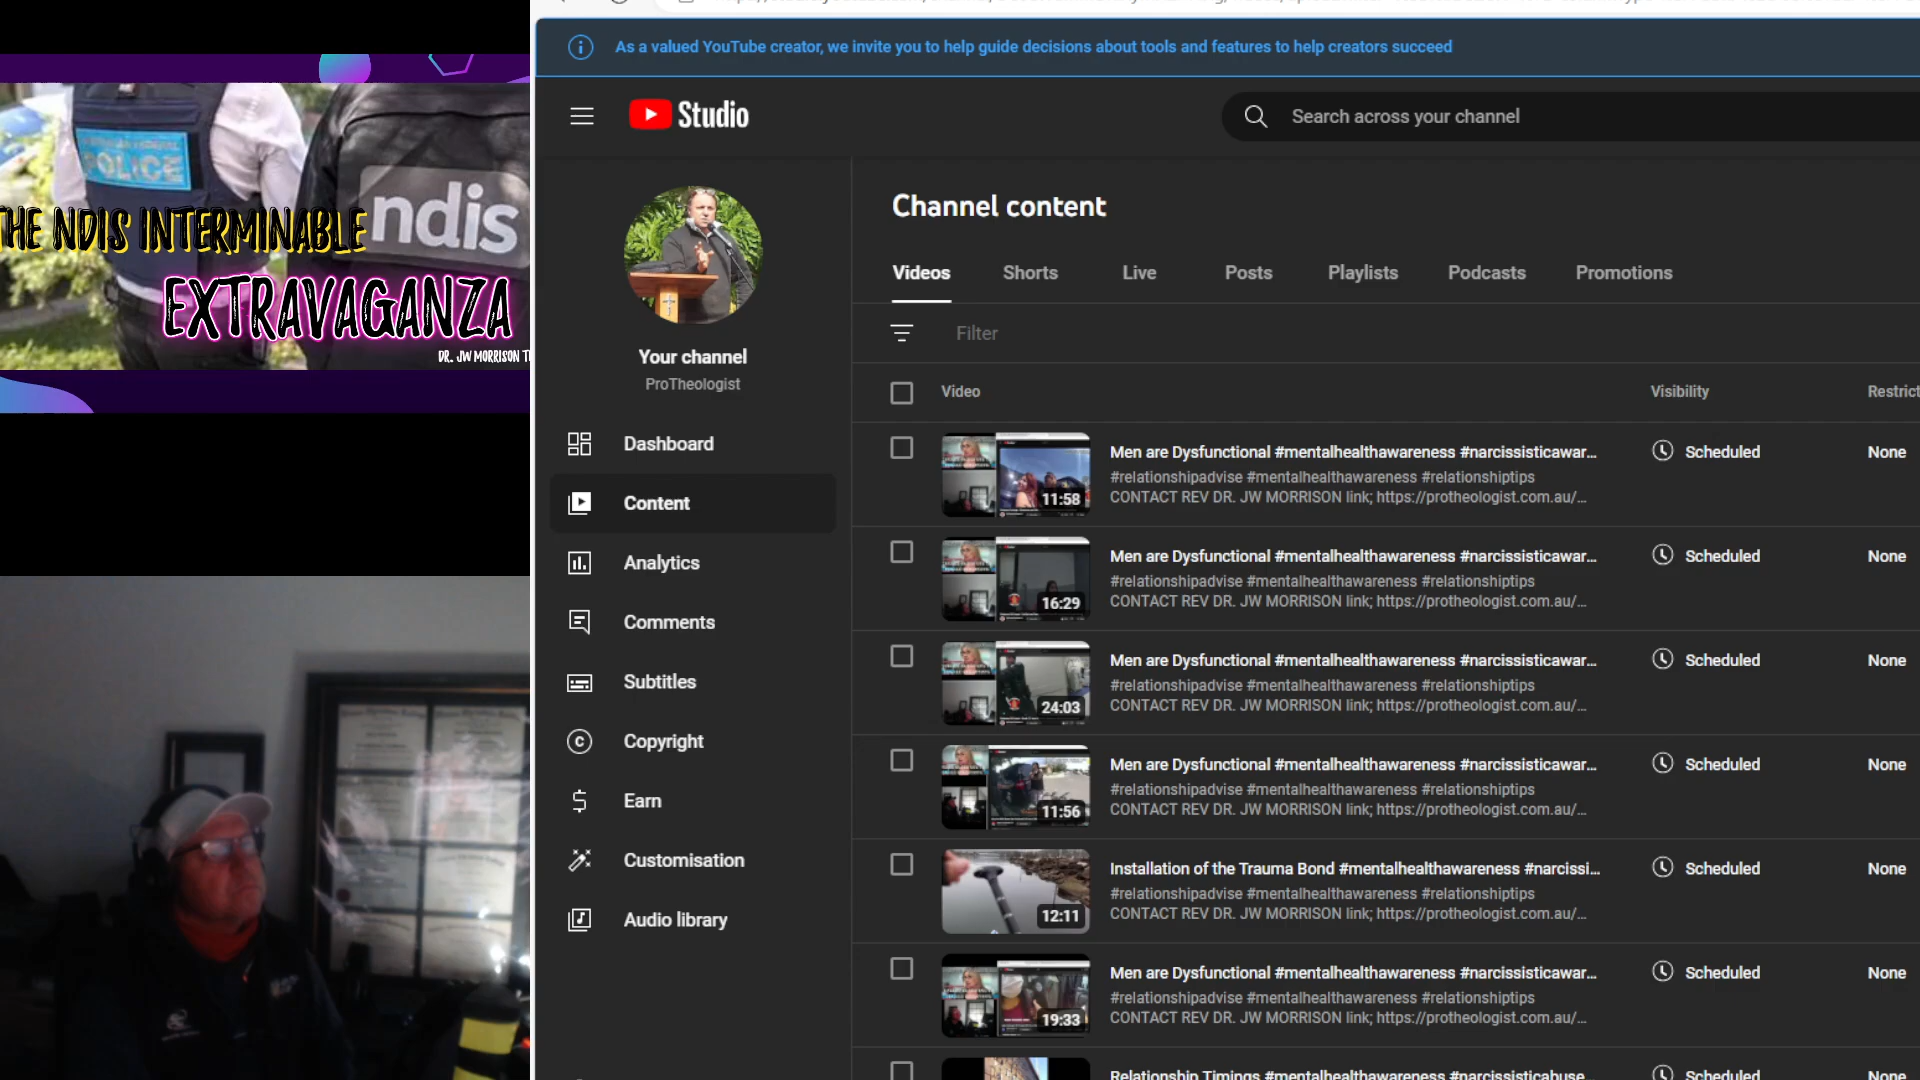 As a valued YouTube creator, we invite you to help guide decisions about tools and features to help creators succeed
Studio
Search across your channel
POLICE
ndis
THE NDIS INTERMINABLE
EXTRAVAGANZA
DR. JW MORRISON
Your channel
ProTheologist
Dashboard
Content
Analytics
Comments
Subtitles
Copyright
Earn
Customisation
Audio library
Channel content
Videos Shorts Live Posts Playlists Podcasts Promotions
Filter
Video Visibility Restrict
Men are Dysfunctional #mentalhealthawareness #narcissisticawar... Scheduled None
#relationshipadvise #mentalhealthawareness #relationshiptips
CONTACT REV DR. JW MORRISON link; https://protheologist.com.au/...
11:58
Men are Dysfunctional #mentalhealthawareness #narcissisticawar... Scheduled None
#relationshipadvise #mentalhealthawareness #relationshiptips
CONTACT REV DR. JW MORRISON link; https://protheologist.com.au/...
16:29
Men are Dysfunctional #mentalhealthawareness #narcissisticawar... Scheduled None
#relationshipadvise #mentalhealthawareness #relationshiptips
CONTACT REV DR. JW MORRISON link; https://protheologist.com.au/...
24:03
Men are Dysfunctional #mentalhealthawareness #narcissisticawar... Scheduled None
#relationshipadvise #mentalhealthawareness #relationshiptips
CONTACT REV DR. JW MORRISON link; https://protheologist.com.au/...
11:56
Installation of the Trauma Bond #mentalhealthawareness #narcissi... Scheduled None
#relationshipadvise #mentalhealthawareness #relationshiptips
CONTACT REV DR. JW MORRISON link; https://protheologist.com.au/...
12:11
Men are Dysfunctional #mentalhealthawareness #narcissisticawar... Scheduled None
#relationshipadvise #mentalhealthawareness #relationshiptips
CONTACT REV DR. JW MORRISON link; https://protheologist.com.au/...
19:33
Relationship Timings #mentalhealthawareness #narcissisticabuse... Scheduled None